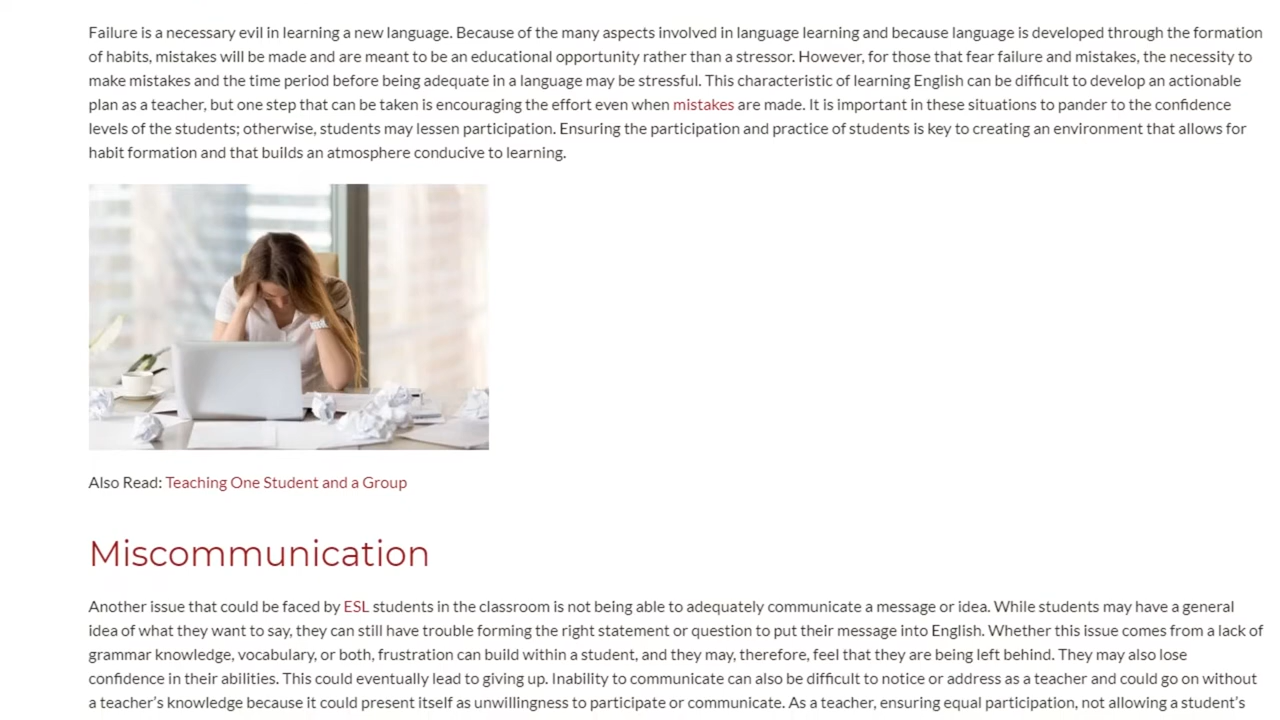 Failure is a necessary evil in learning a new language. Because of the many aspects involved in language learning and because language is developed through the formation
of habits, mistakes will be made and are meant to be an educational opportunity rather than a stressor. However, for those that fear failure and mistakes, the necessity to
make mistakes and the time period before being adequate in a language may be stressful. This characteristic of learning English can be difficult to develop an actionable
plan as a teacher, but one step that can be taken is encouraging the effort even when mistakes are made. It is important in these situations to pander to the confidence
levels of the students; otherwise, students may lessen participation. Ensuring the participation and practice of students is key to creating an environment that allows for
habit formation and that builds an atmosphere conducive to learning.
Also Read: Teaching One Student and a Group
Miscommunication
Another issue that could be faced by ESL students in the classroom is not being able to adequately communicate a message or idea. While students may have a general
idea of what they want to say, they can still have trouble forming the right statement or question to put their message into English. Whether this issue comes from a lack of
grammar knowledge, vocabulary, or both, frustration can build within a student, and they may, therefore, feel that they are being left behind. They may also lose
confidence in their abilities. This could eventually lead to giving up. Inability to communicate can also be difficult to notice or address as a teacher and could go on without
a teacher's knowledge because it could present itself as unwillingness to participate or communicate. As a teacher, ensuring equal participation, not allowing a student's